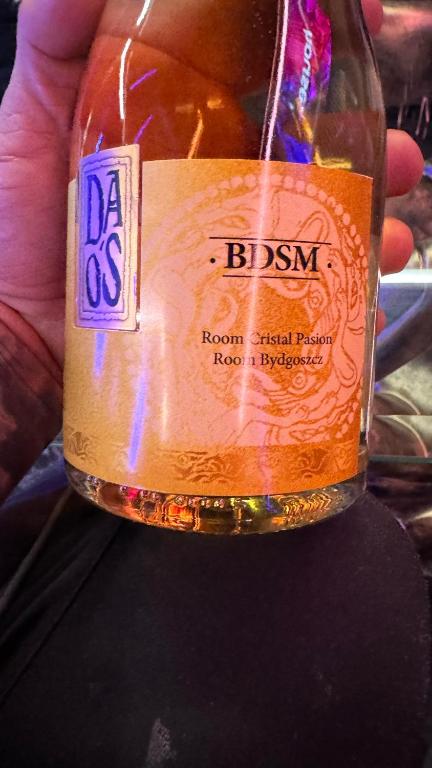 DA
O'S
· BDSM ·
Room Cristal Pasion
Room Bydgoszcz